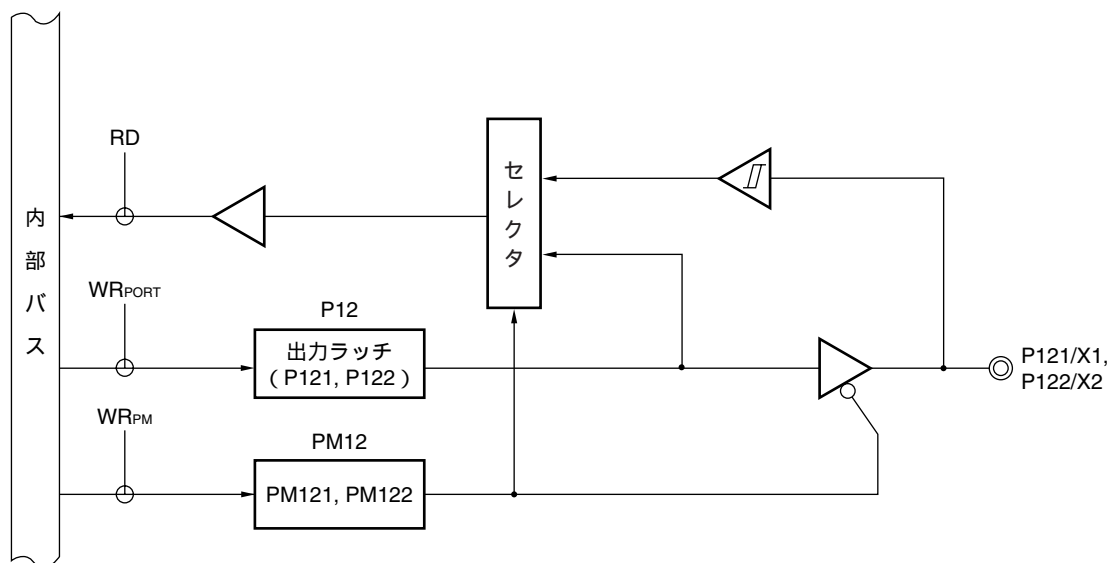 内部バス
RD
セレクタ
WRPORT
P12
出力ラッチ
( P121, P122 )
P121/X1,
P122/X2
WRPM
PM12
PM121, PM122